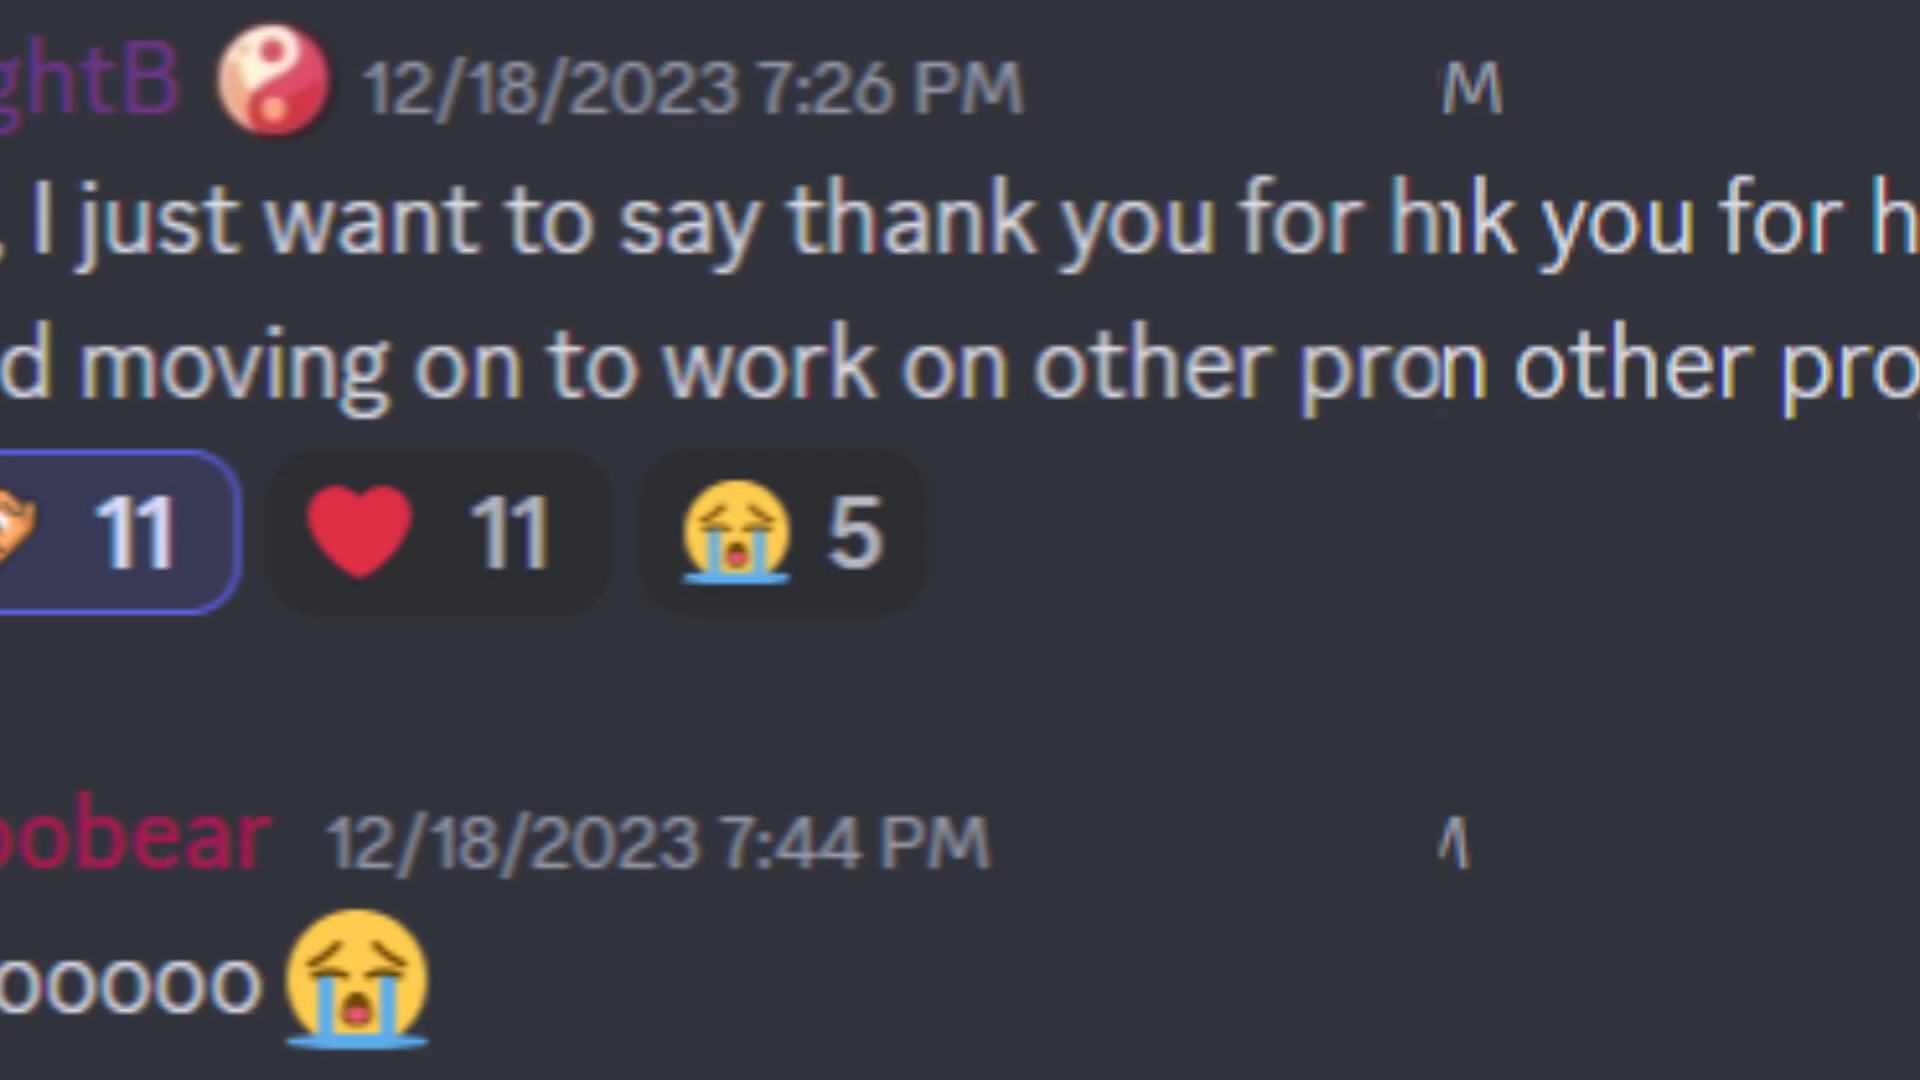 ghtB 12/18/2023 7:26 PM M
, I just want to say thank you for hnk you for h
d moving on to work on other pron other pro
11 11 5
oobear 12/18/2023 7:44 PM M
ooooo